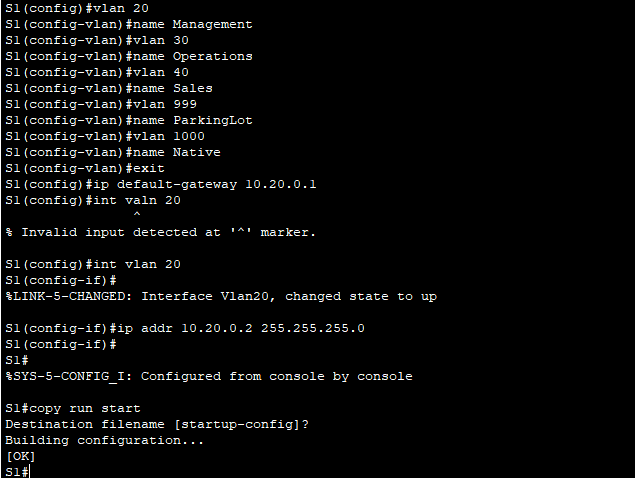 S1(config)#vlan 20
S1(config-vlan)#name Management
S1(config-vlan)#vlan 30
S1(config-vlan)#name Operations
S1(config-vlan)#vlan 40
S1(config-vlan)#name Sales
S1(config-vlan)#vlan 999
S1(config-vlan)#name ParkingLot
S1(config-vlan)#vlan 1000
S1(config-vlan)#name Native
S1(config-vlan)#exit
S1(config)#ip default-gateway 10.20.0.1
S1(config)#int valn 20
^
% Invalid input detected at '^' marker.
S1(config)#int vlan 20
S1(config-if)#
%LINK-5-CHANGED: Interface Vlan20, changed state to up
S1(config-if)#ip addr 10.20.0.2 255.255.255.0
S1(config-if)#
S1#
%SYS-5-CONFIG_I: Configured from console by console
S1#copy run start
Destination filename [startup-config]?
Building configuration...
[OK]
S1#